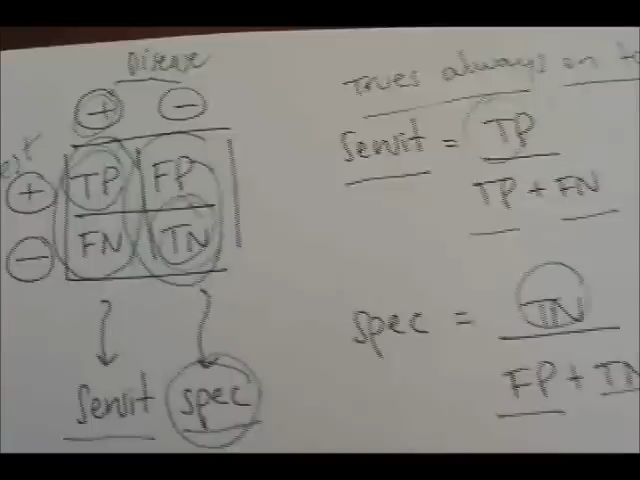 Disease
+ -
+ TP FP
- FN TN
Sensit spec
Trues always on
Sensit = TP
TP + FN
spec = TN
FP + TN